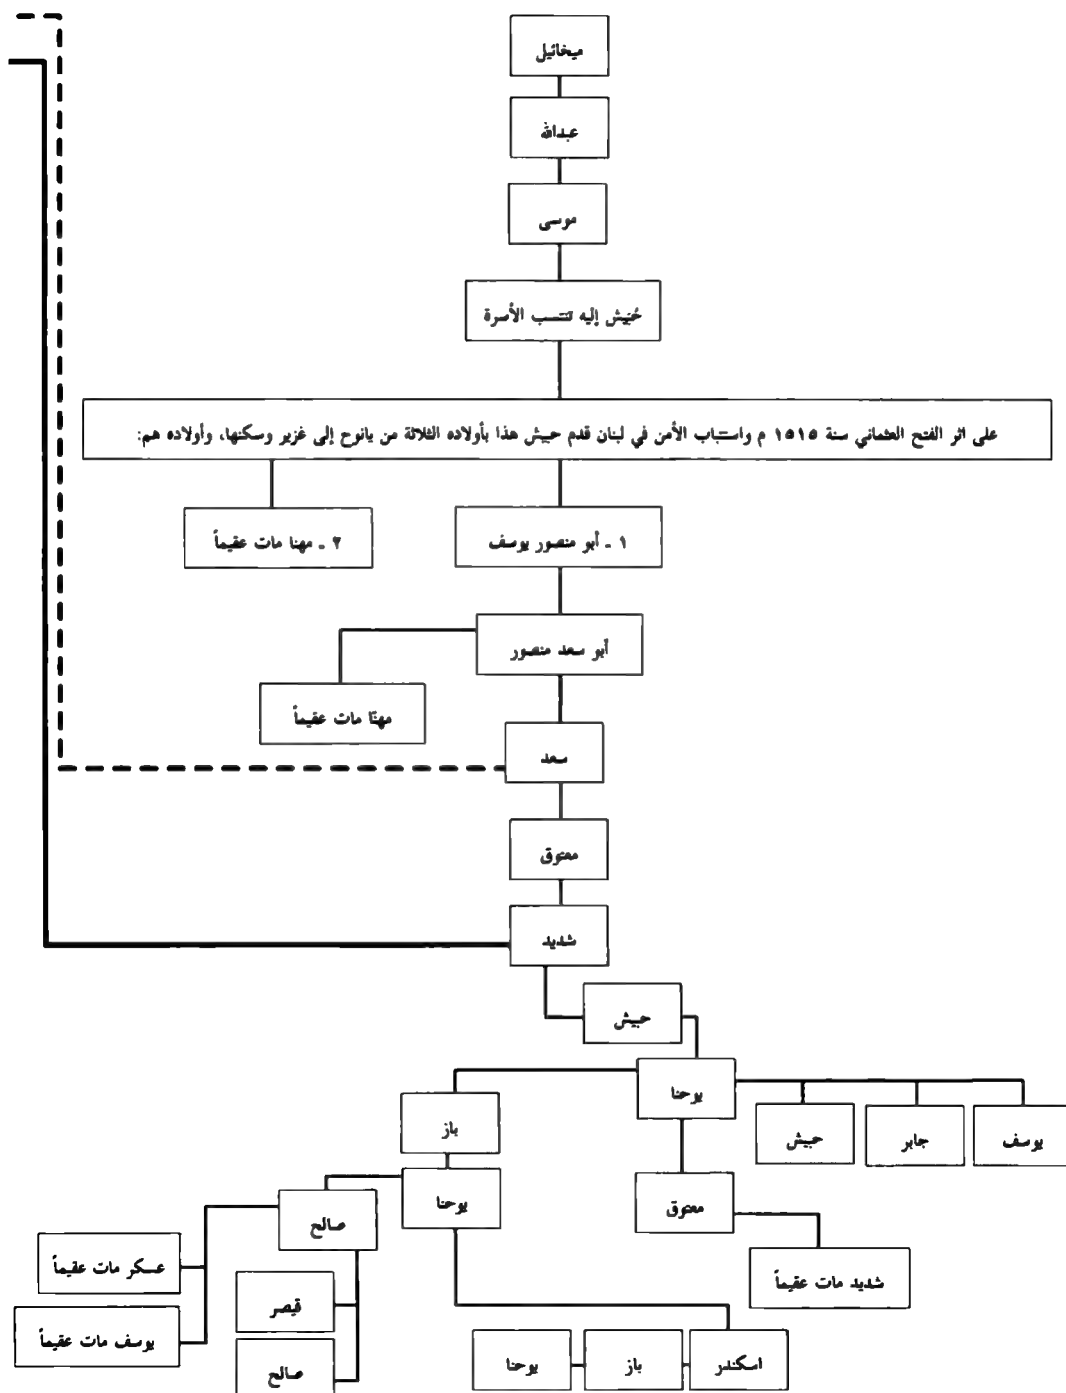 ميخائيل
عبدالله
موسى
حُبَيش إليه تنتسب الأسرة
على اثر الفتح العثماني سنة ١٥١٥ م واستتباب الأمن في لبنان قدم حبيش هذا بأولاده الثلاثة من يانوح إلى غزير وسكنها، وأولاده هم:
١ ـ أبو منصور يوسف
٢ ـ مهنا مات عقيماً
أبو سعد منصور
مهنّا مات عقيماً
سعد
معتوق
شديد
حبيش
يوحنا
يوسف
جابر
حبيش
باز
معتوق
يوحنا
صالح
شديد مات عقيماً
عسكر مات عقيماً
قيصر
يوسف مات عقيماً
اسكندر
باز
يوحنا
صالح